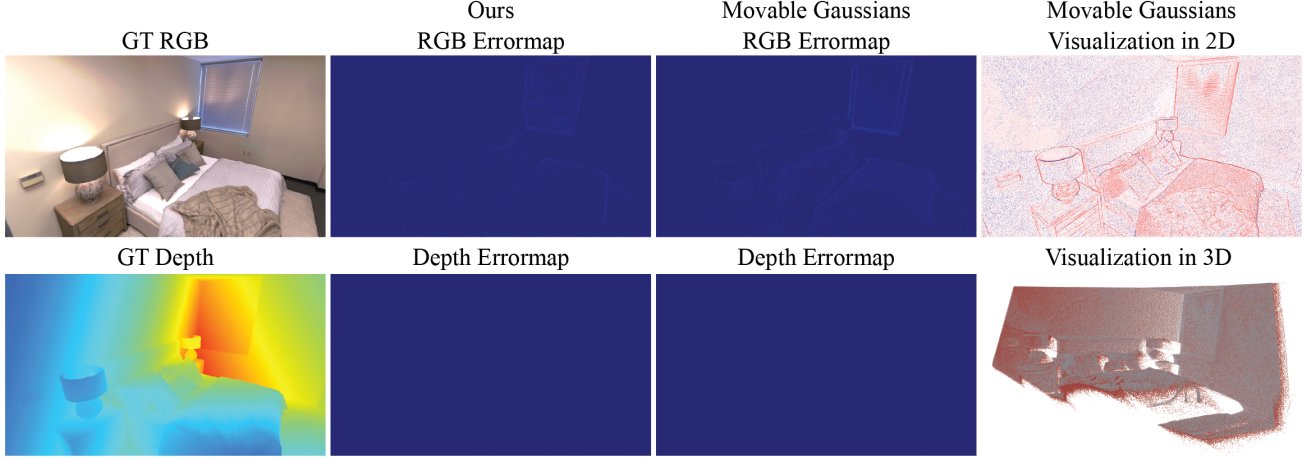 Ours
Movable Gaussians
Movable Gaussians
GT RGB
RGB Errormap
RGB Errormap
Visualization in 2D
GT Depth
Depth Errormap
Depth Errormap
Visualization in 3D